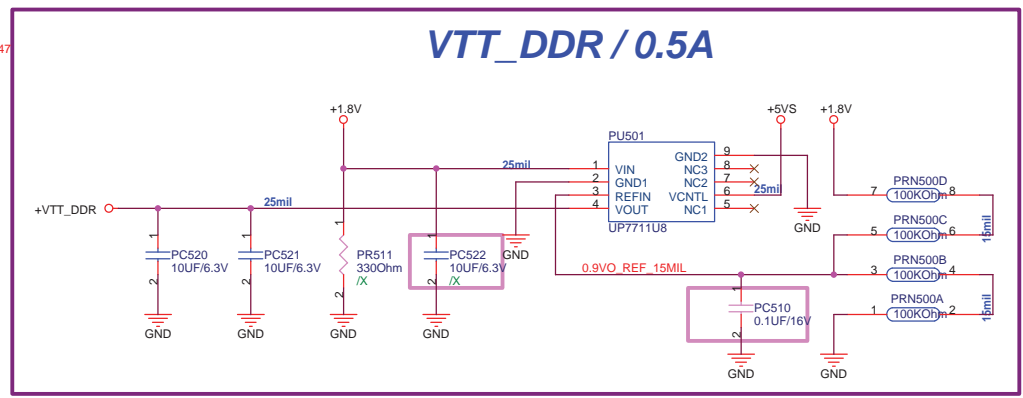 VTT_DDR / 0.5A
47
+1.8V
+5VS
+1.8V
PU501
25mil
1 VIN
2 GND1
3 REFIN
4 VOUT
GND2 9
NC3 8
NC2 7
VCNTL 6
NC1 5
UP7711U8
25mil
+VTT_DDR
25mil
GND
GND
7 PRN500D 8
100KOhm
5 PRN500C 6
100KOhm
15mil
3 PRN500B 4
100KOhm
1 PRN500A 2
100KOhm
15mil
0.9VO_REF_15MIL
1
PC520
10UF/6.3V
2
GND
1
PC521
10UF/6.3V
2
GND
1
PR511
330Ohm
/X
2
GND
1
PC522
10UF/6.3V
/X
2
GND
1
PC510
0.1UF/16V
2
GND
GND